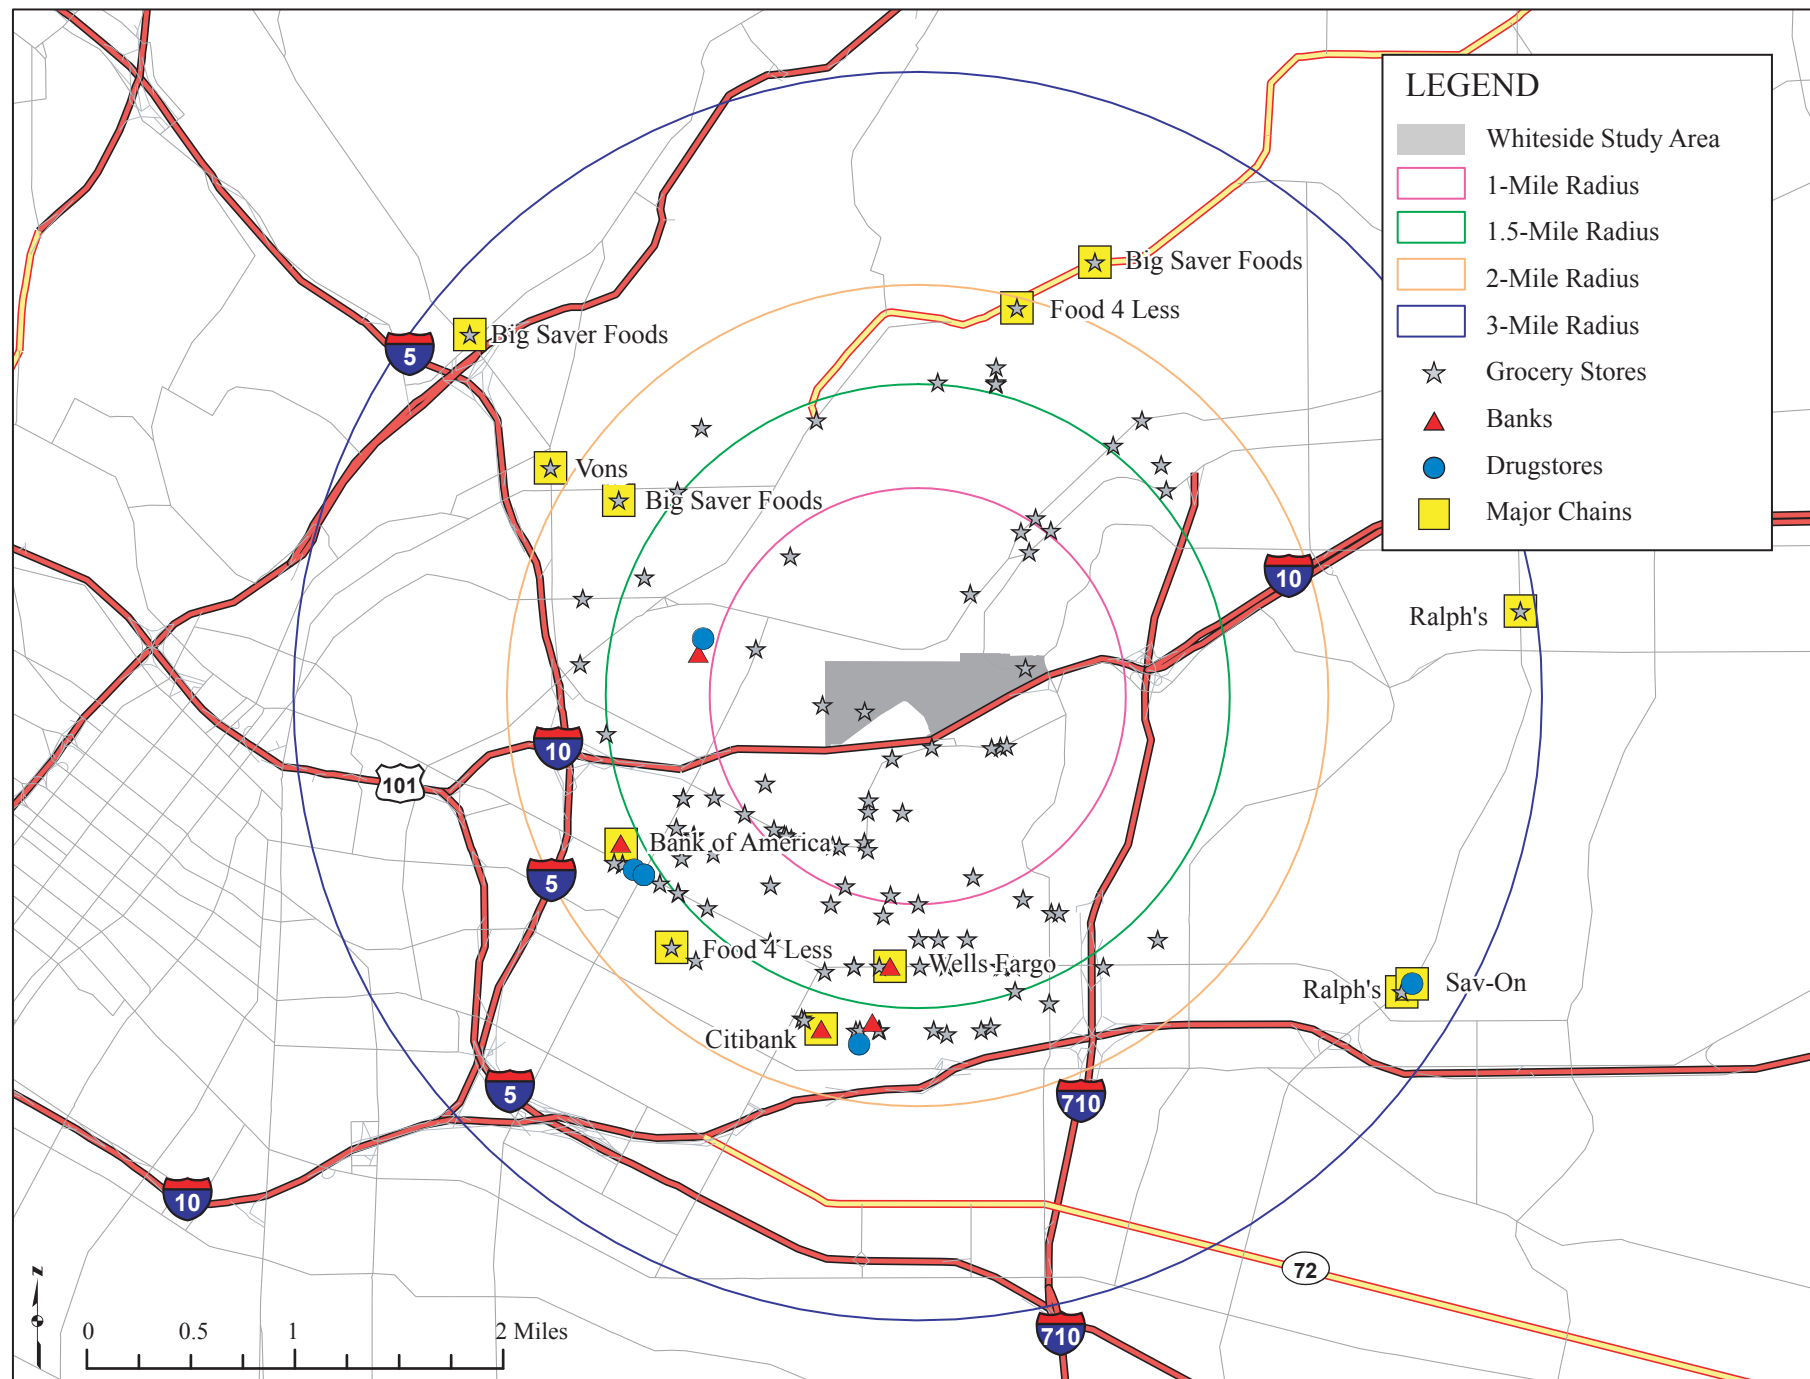 LEGEND
Whiteside Study Area
1-Mile Radius
1.5-Mile Radius
2-Mile Radius
3-Mile Radius
Grocery Stores
Banks
Drugstores
Major Chains
Big Saver Foods
Food 4 Less
Big Saver Foods
5
Vons
Big Saver Foods
10
Ralph's
10
101
Bank of America
5
Food 4 Less
Wells Fargo
Ralph's
Sav-On
Citibank
5
710
10
72
710
z
0
0.5
1
2 Miles